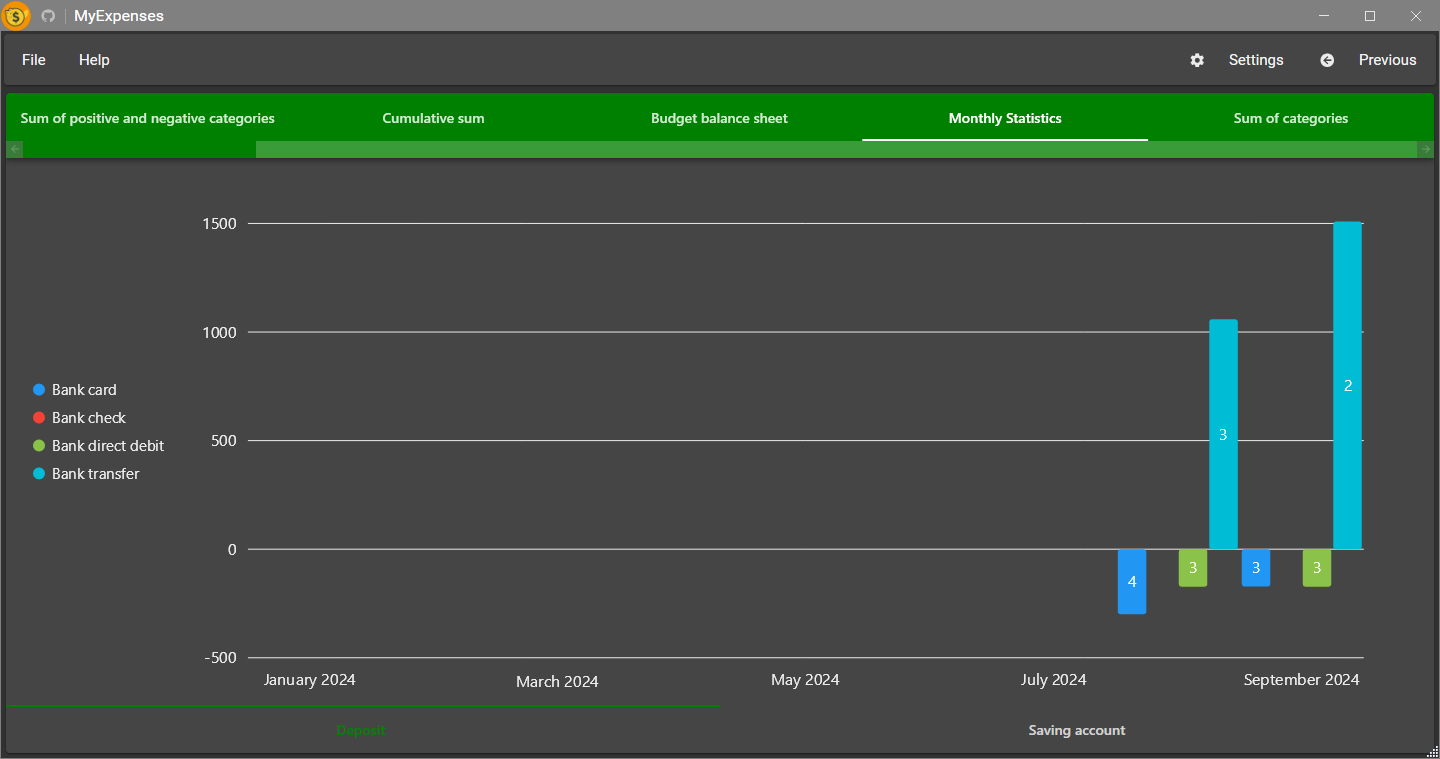 MyExpenses
File Help Settings Previous
Sum of positive and negative categories Cumulative sum Budget balance sheet Monthly Statistics Sum of categories
1500
1000
500
0
-500
Bank card
Bank check
Bank direct debit
Bank transfer
4 3 3 3 3 2
January 2024 March 2024 May 2024 July 2024 September 2024
Deposit Saving account